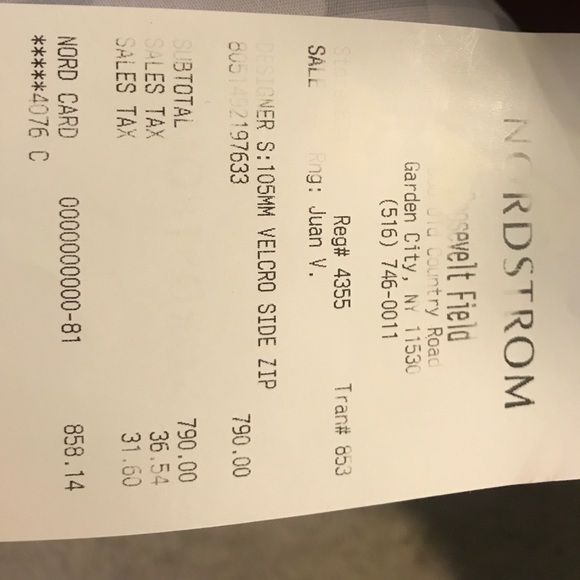 NORDSTROM
Roosevelt Field
Old Country Road
Garden City, NY 11530
(516) 746-0011
Reg# 4355 Tran# 853
SALE Rng: Juan V.
DESIGNER S:105MM VELCRO SIDE ZIP
790.00
SUBTOTAL 790.00
SALES TAX 36.54
SALES TAX 31.60
NORD CARD 0000000000-81 858.14
*****4076 C